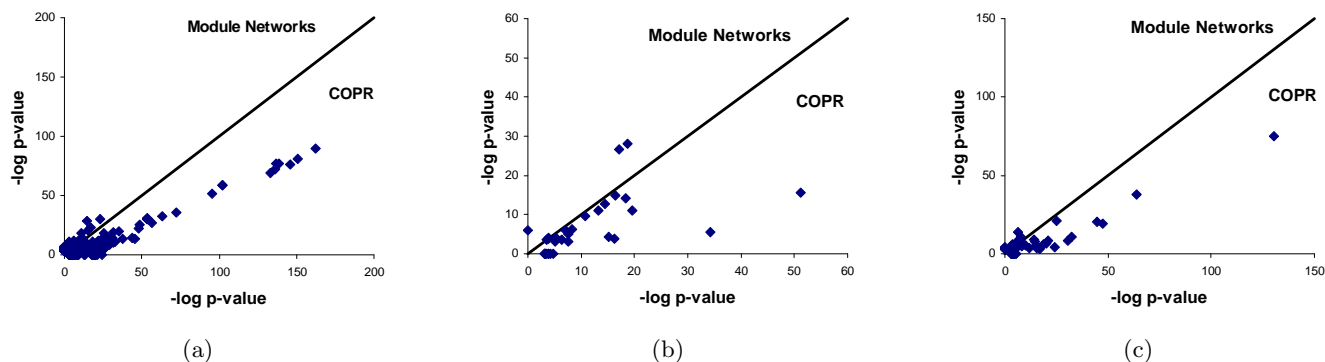 200
150
100
50
0
-log p-value
Module Networks
COPR
0 50 100 150 200
-log p-value
(a)
60
50
40
30
20
10
0
-log p-value
Module Networks
COPR
0 10 20 30 40 50 60
-log p-value
(b)
150
100
50
0
-log p-value
Module Networks
COPR
0 50 100 150
-log p-value
(c)